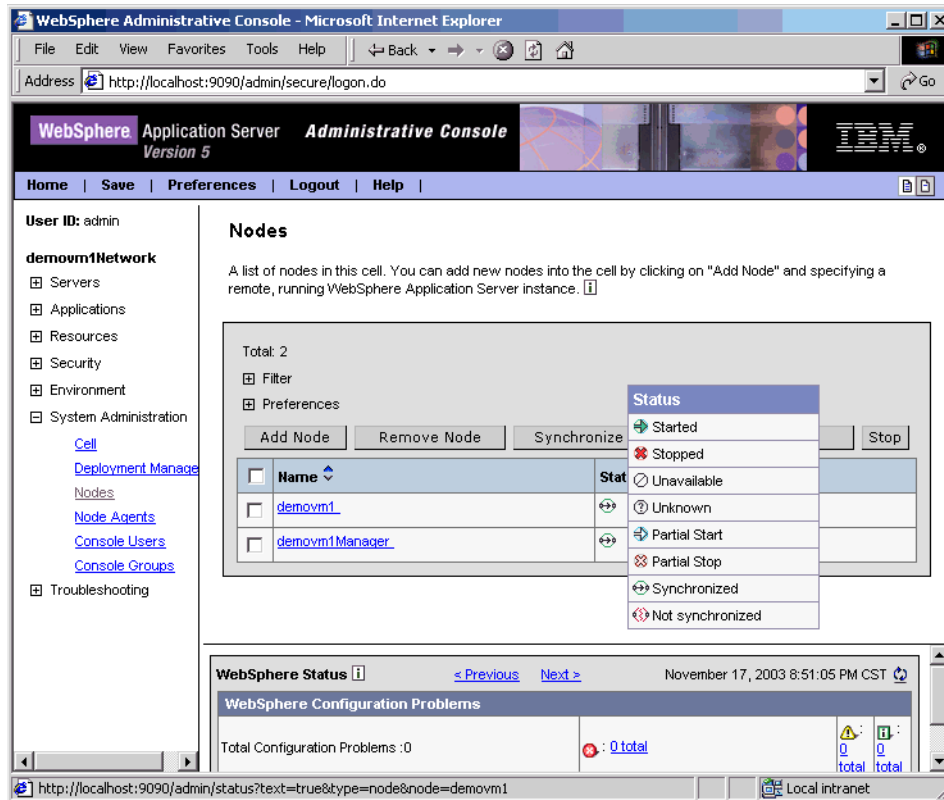 WebSphere Administrative Console - Microsoft Internet Explorer
File Edit View Favorites Tools Help Back
Address http://localhost:9090/admin/secure/logon.do Go
WebSphere Application Server Administrative Console
Version 5
IBM®
Home | Save | Preferences | Logout | Help |
User ID: admin
demovm1Network
Servers
Applications
Resources
Security
Environment
System Administration
Cell
Deployment Manage
Nodes
Node Agents
Console Users
Console Groups
Troubleshooting
Nodes
A list of nodes in this cell. You can add new nodes into the cell by clicking on "Add Node" and specifying a
remote, running WebSphere Application Server instance. i
Total: 2
Filter
Preferences
Add Node Remove Node Synchronize Stop
Name Stat
demovm1
demovm1Manager
Status
Started
Stopped
Unavailable
Unknown
Partial Start
Partial Stop
Synchronized
Not synchronized
WebSphere Status i < Previous Next > November 17, 2003 8:51:05 PM CST
WebSphere Configuration Problems
Total Configuration Problems :0 : 0 total : 0 total : 0 total
http://localhost:9090/admin/status?text=true&type=node&node=demovm1 Local intranet